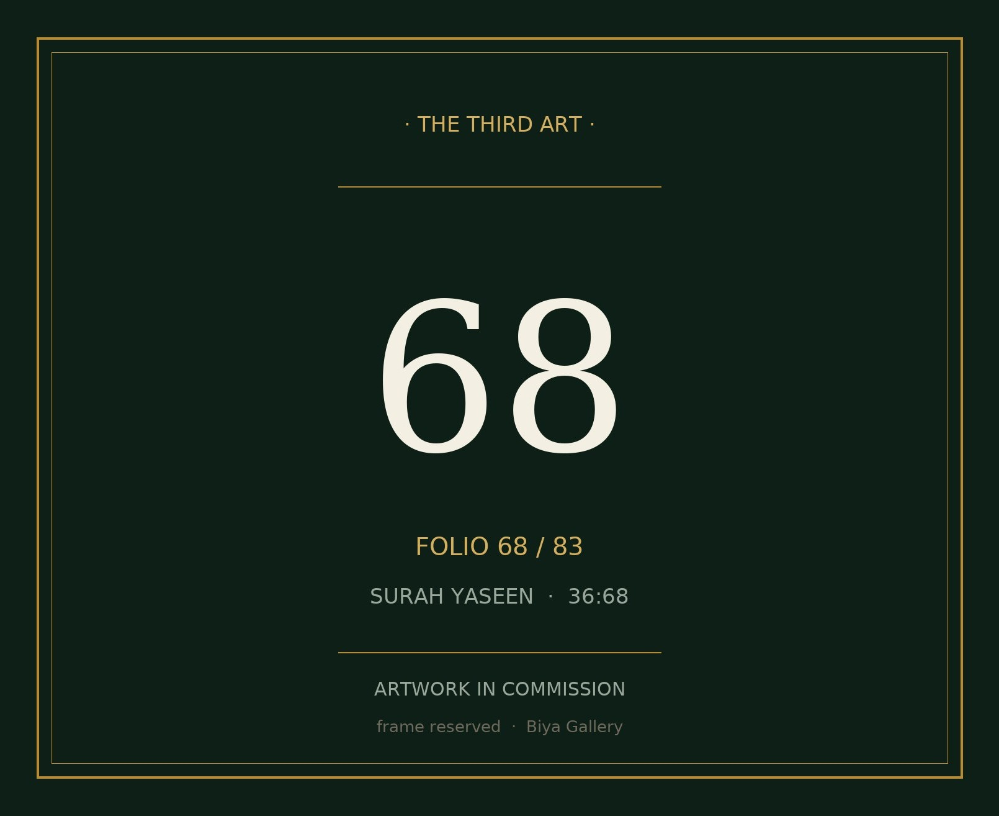 · THE THIRD ART ·
68
FOLIO 68 / 83
SURAH YASEEN · 36:68
ARTWORK IN COMMISSION
frame reserved · Biya Gallery